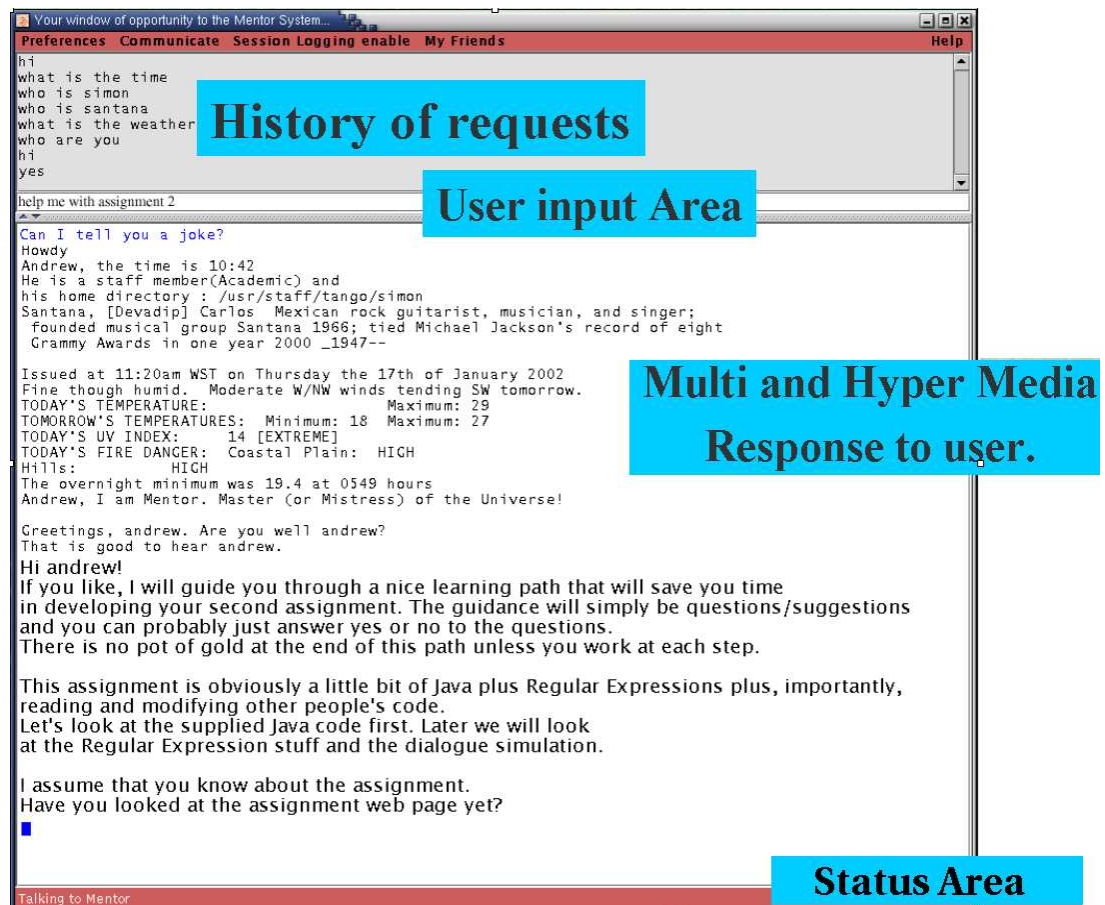 Your window of opportunity to the Mentor System...
Preferences Communicate Session Logging enable My Friends Help
hi
what is the time
who is simon
who is santana
what is the weather
who are you
hi
yes
History of requests
help me with assignment 2
User input Area
Can I tell you a joke?
Howdy
Andrew, the time is 10:42
He is a staff member(Academic) and
his home directory : /usr/staff/tango/simon
Santana, [Devadip] Carlos Mexican rock guitarist, musician, and singer;
founded musical group Santana 1966; tied Michael Jackson's record of eight
Grammy Awards in one year 2000 _1947--
Issued at 11:20am WST on Thursday the 17th of January 2002
Fine though humid. Moderate W/NW winds tending SW tomorrow.
TODAY'S TEMPERATURE: Maximum: 29
TOMORROW'S TEMPERATURES: Minimum: 18 Maximum: 27
TODAY'S UV INDEX: 14 [EXTREME]
TODAY'S FIRE DANGER: Coastal Plain: HIGH
Hills: HIGH
The overnight minimum was 19.4 at 0549 hours
Andrew, I am Mentor. Master (or Mistress) of the Universe!
Multi and Hyper Media
Response to user.
Greetings, andrew. Are you well andrew?
That is good to hear andrew.
Hi andrew!
If you like, I will guide you through a nice learning path that will save you time
in developing your second assignment. The guidance will simply be questions/suggestions
and you can probably just answer yes or no to the questions.
There is no pot of gold at the end of this path unless you work at each step.
This assignment is obviously a little bit of Java plus Regular Expressions plus, importantly,
reading and modifying other people's code.
Let's look at the supplied Java code first. Later we will look
at the Regular Expression stuff and the dialogue simulation.
I assume that you know about the assignment.
Have you looked at the assignment web page yet?
Status Area
Talking to Mentor